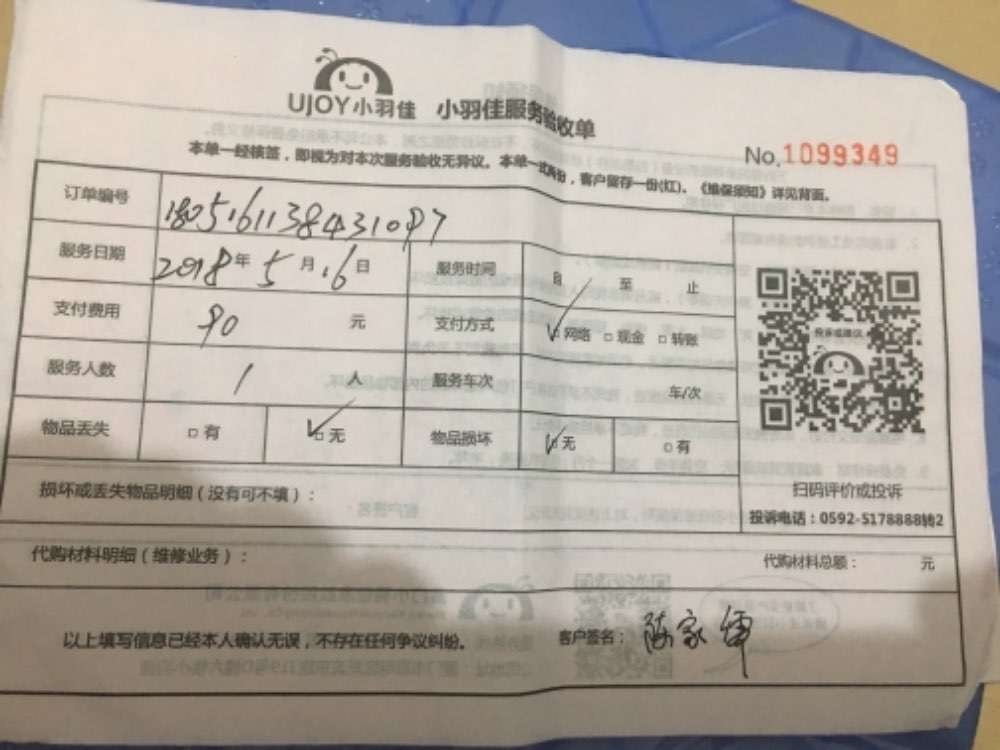 UJOY小羽佳 小羽佳服务验收单
No.1099349
本单一经核签，即视为对本次服务验收无异议。本单一式两份，客户留存一份(红)。《维保须知》详见背面。
订单编号 18051611384431097
服务日期 2018年5月16日 服务时间 自 至 止
支付费用 90 元 支付方式 ☑网络 □现金 □转账
服务人数 1 人 服务车次 车/次
物品丢失 □有 ☑无 物品损坏 ☑无 □有
投诉或建议
扫码评价或投诉
投诉电话：0592-5178888转2
损坏或丢失物品明细（没有可不填）：
代购材料明细（维修业务）： 代购材料总额： 元
以上填写信息已经本人确认无误，不存在任何争议纠纷。 客户签名：陈家